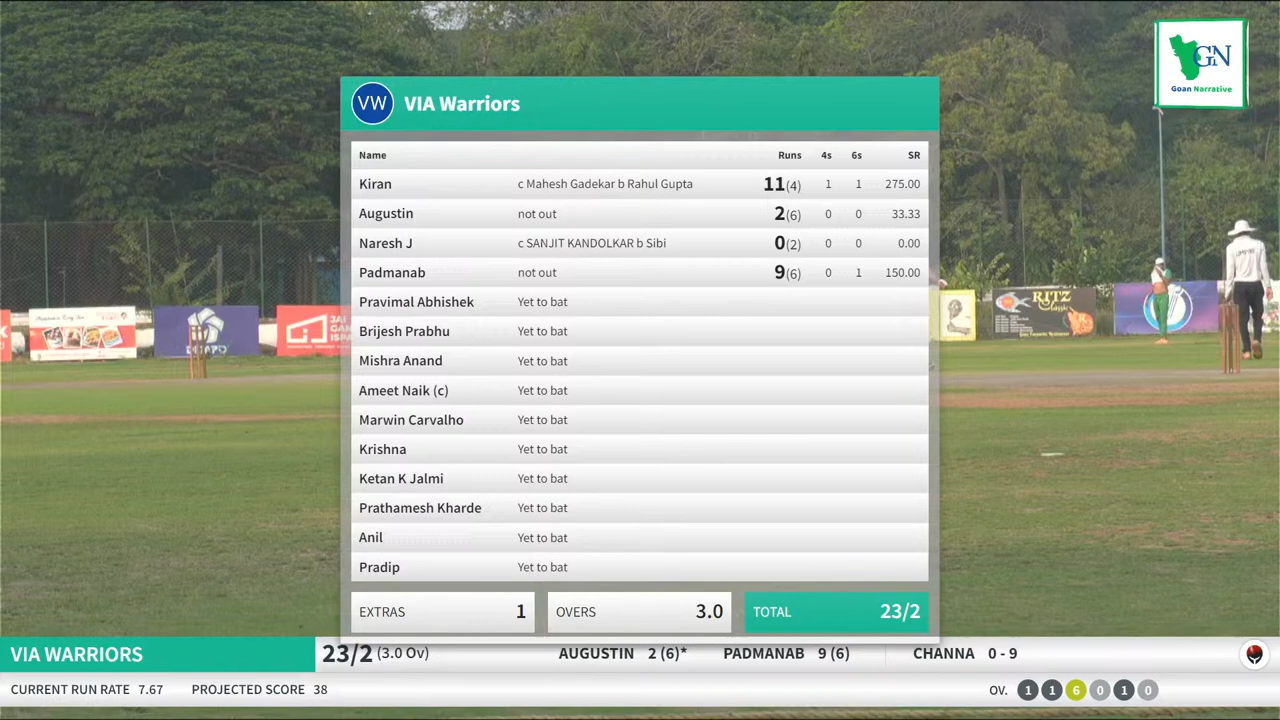 GN
Goan Narrative
VW VIA Warriors
Name Runs 4s 6s SR
Kiran c Mahesh Gadekar b Rahul Gupta 11(4) 1 1 275.00
Augustin not out 2(6) 0 0 33.33
Naresh J c SANJIT KANDOLKAR b Sibi 0(2) 0 0 0.00
Padmanab not out 9(6) 0 1 150.00
Pravimal Abhishek Yet to bat
Brijesh Prabhu Yet to bat
Mishra Anand Yet to bat
Ameet Naik (c) Yet to bat
Marwin Carvalho Yet to bat
Krishna Yet to bat
Ketan K Jalmi Yet to bat
Prathamesh Kharde Yet to bat
Anil Yet to bat
Pradip Yet to bat
RITZ
Classic
EXTRAS 1 OVERS 3.0 TOTAL 23/2
VIA WARRIORS 23/2 (3.0 Ov) AUGUSTIN 2 (6)* PADMANAB 9 (6) CHANNA 0 - 9
CURRENT RUN RATE 7.67 PROJECTED SCORE 38 OV. 1 1 6 0 1 0